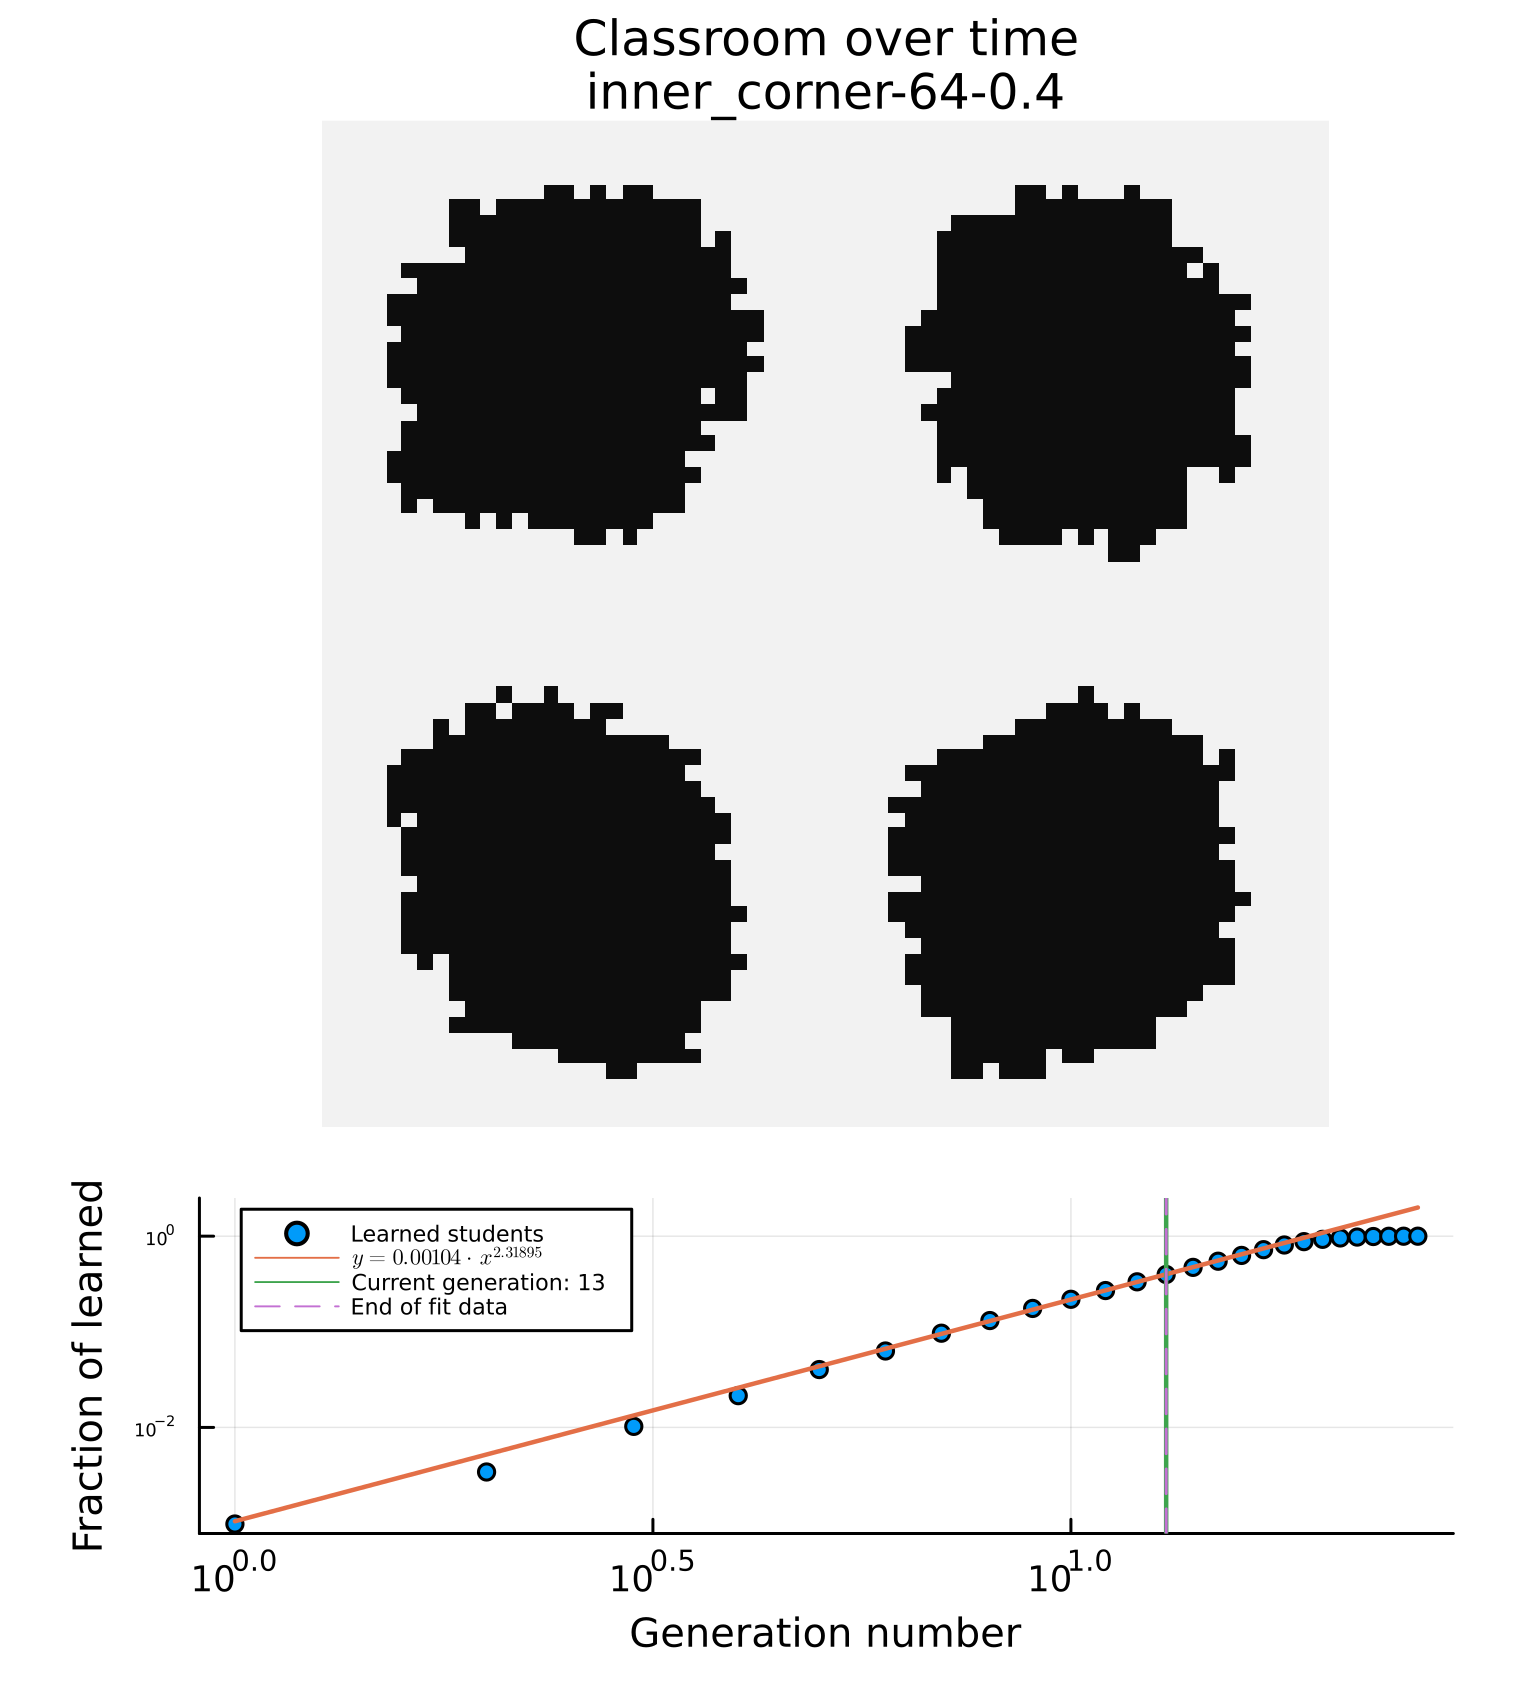 Classroom over time
inner_corner-64-0.4
Fraction of learned
10^0
10^−2
Learned students
y = 0.00104 · x^2.31895
Current generation: 13
End of fit data
10^0.0 10^0.5 10^1.0
Generation number